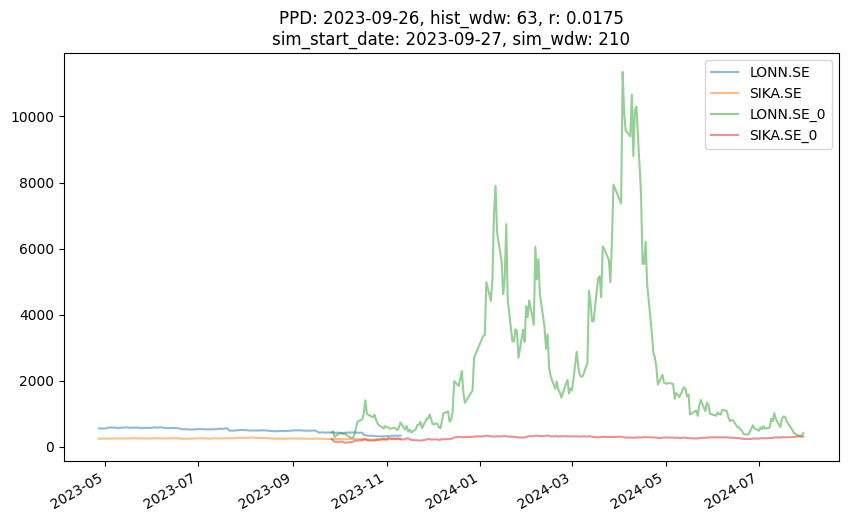 PPD: 2023-09-26, hist_wdw: 63, r: 0.0175
sim_start_date: 2023-09-27, sim_wdw: 210
LONN.SE
SIKA.SE
LONN.SE_0
SIKA.SE_0
10000
8000
6000
4000
2000
0
2023-05
2023-07
2023-09
2023-11
2024-01
2024-03
2024-05
2024-07